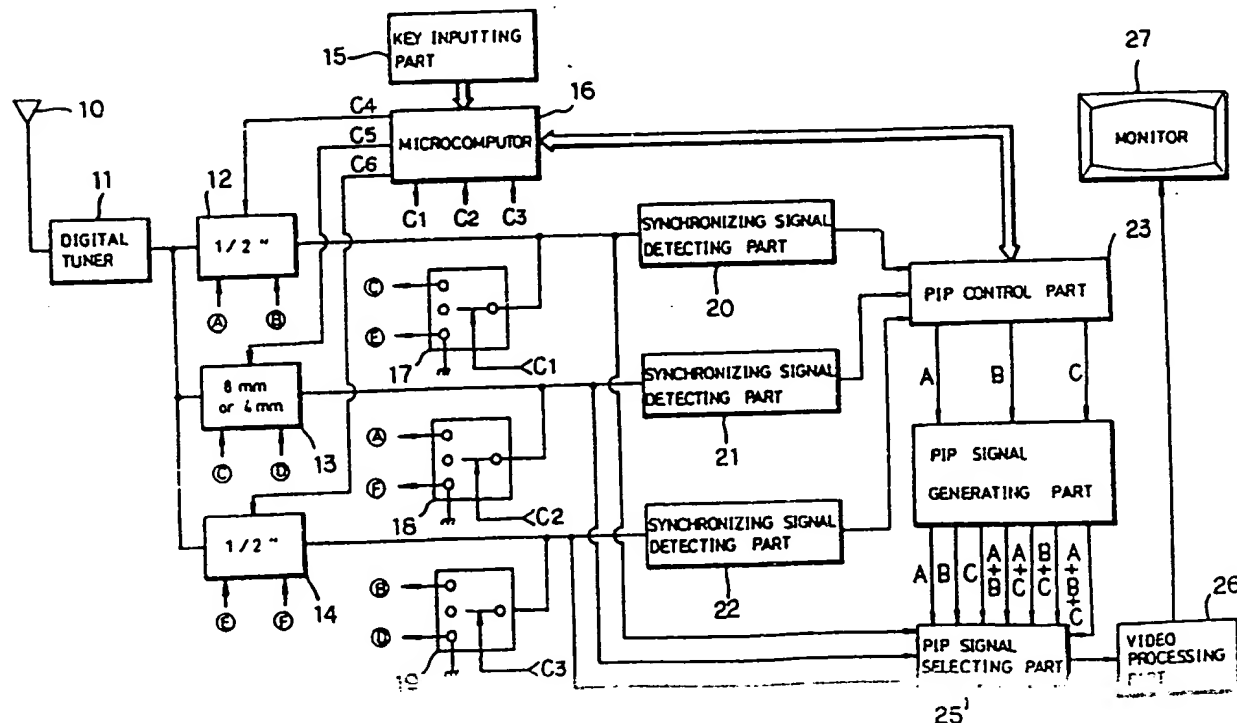 15
KEY INPUTTING
PART
27
10
C4
16
C5
MICROCOMPUTOR
C6
MONITOR
11
12
C1 C2 C3
DIGITAL
TUNER
1/2"
SYNCHRONIZING SIGNAL
DETECTING PART
23
A B
C
20
PIP CONTROL PART
E
17
C1
8 mm
or 4 mm
SYNCHRONIZING SIGNAL
DETECTING PART
A B C
C D
13
A
21
PIP SIGNAL
GENERATING PART
F
18
C2
1/2"
SYNCHRONIZING SIGNAL
DETECTING PART
E F
14
B
22
A B C A+B A+C B+C A+B+C
26
D
19
C3
PIP SIGNAL
SELECTING PART
VIDEO
PROCESSING
PART
25